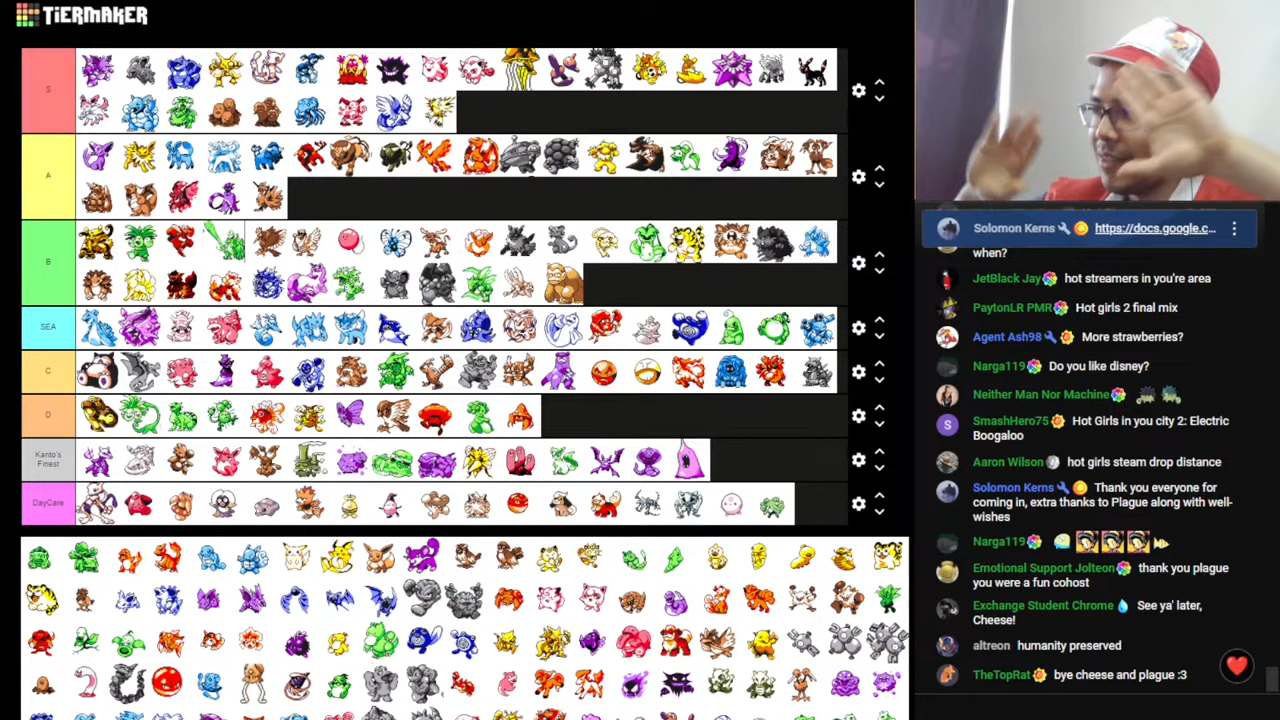 TIERMAKER
S
A
B
SEA
C
D
Kanto's
Finest
DayCare
Solomon Kerns https://docs.google.c...
when?
JetBlack Jay hot streamers in you're area
PaytonLR PMR Hot girls 2 final mix
Agent Ash98 More strawberries?
Narga119 Do you like disney?
Neither Man Nor Machine
S
SmashHero75 Hot Girls in you city 2: Electric
Boogaloo
Aaron Wilson hot girls steam drop distance
Solomon Kerns Thank you everyone for
coming in, extra thanks to Plague along with well-
wishes
Narga119
Emotional Support Jolteon thank you plague
you were a fun cohost
Exchange Student Chrome See ya' later,
Cheese!
altreon humanity preserved
TheTopRat bye cheese and plague :3